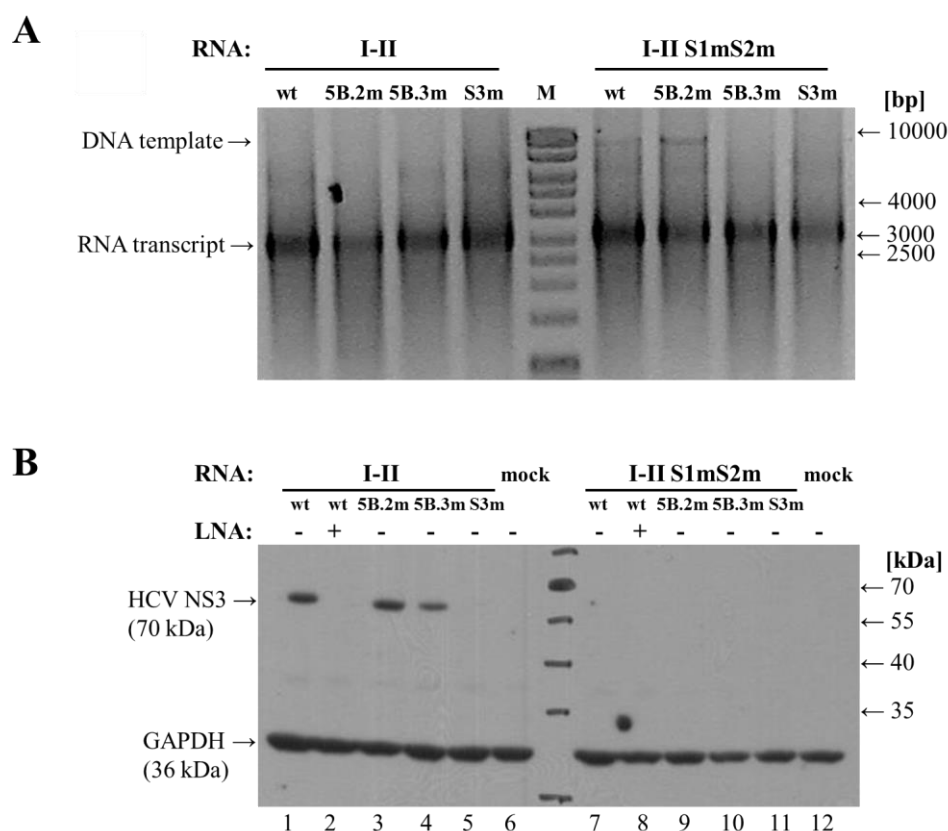 A
RNA: I-II I-II S1mS2m
wt 5B.2m 5B.3m S3m M wt 5B.2m 5B.3m S3m [bp]
DNA template → ← 10000
← 4000
RNA transcript → ← 3000
← 2500
B
RNA: I-II mock I-II S1mS2m mock
wt wt 5B.2m 5B.3m S3m wt wt 5B.2m 5B.3m S3m
LNA: - + - - - - - + - - - -
[kDa]
HCV NS3 → ← 70
(70 kDa) ← 55
← 40
← 35
GAPDH →
(36 kDa)
1 2 3 4 5 6 7 8 9 10 11 12